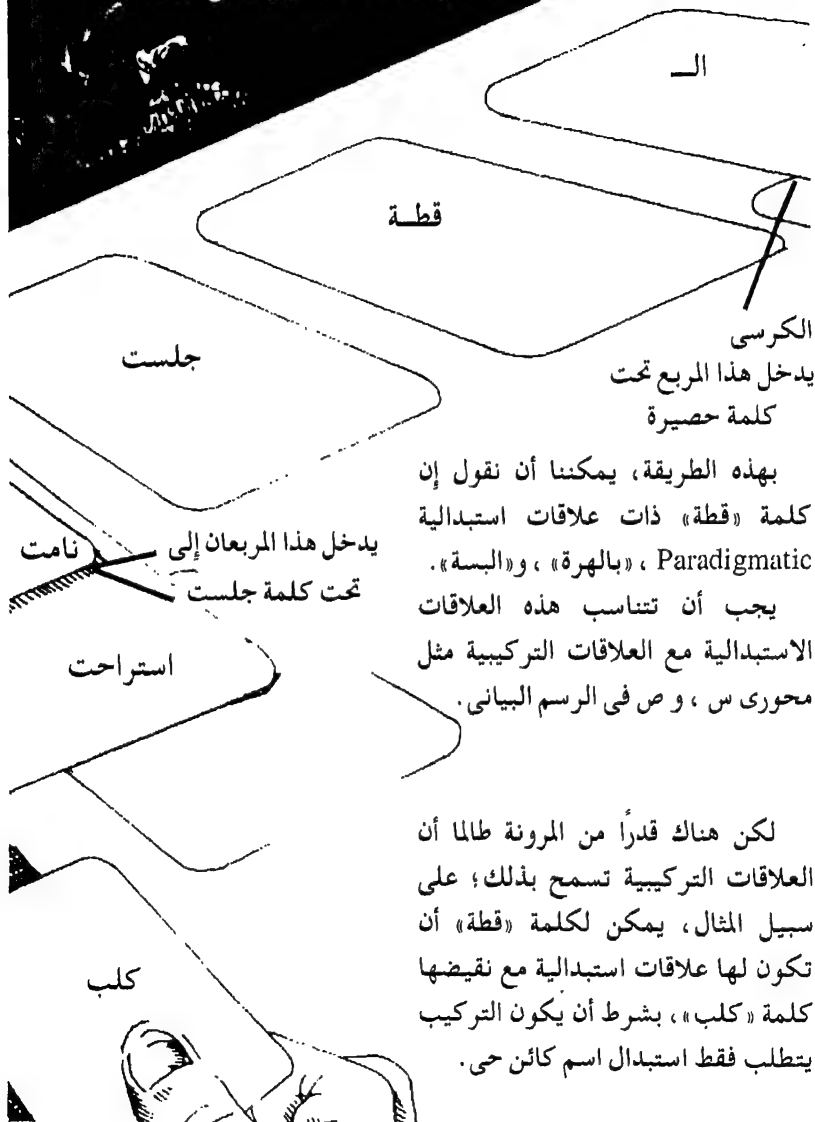 الـ
قطـة
جلست
الكرسى
يدخل هذا المربع تحت
كلمة حصيرة
بهذه الطريقة، يمكننا أن نقول إن
كلمة «قطة» ذات علاقات استبدالية
Paradigmatic ، «بالهرة» ، و«البسة».
يجب أن تتناسب هذه العلاقات
الاستبدالية مع العلاقات التركيبية مثل
محورى س ، و ص فى الرسم البيانى.
نامت
يدخل هذا المربعان إلى
تحت كلمة جلست
استراحت
لكن هناك قدرًا من المرونة طالما أن
العلاقات التركيبية تسمح بذلك؛ على
سبيل المثال، يمكن لكلمة «قطة» أن
تكون لها علاقات استبدالية مع نقيضها
كلمة «كلب»، بشرط أن يكون التركيب
يتطلب فقط استبدال اسم كائن حى.
كلب